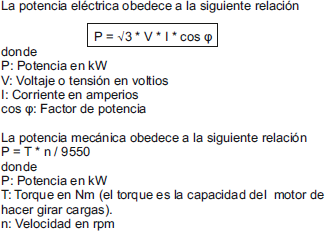 La potencia eléctrica obedece a la siguiente relación
P = √3 * V * I * cos φ
donde
P: Potencia en kW
V: Voltaje o tensión en voltios
I: Corriente en amperios
cos φ: Factor de potencia
La potencia mecánica obedece a la siguiente relación
P = T * n / 9550
donde
P: Potencia en kW
T: Torque en Nm (el torque es la capacidad del motor de
hacer girar cargas).
n: Velocidad en rpm